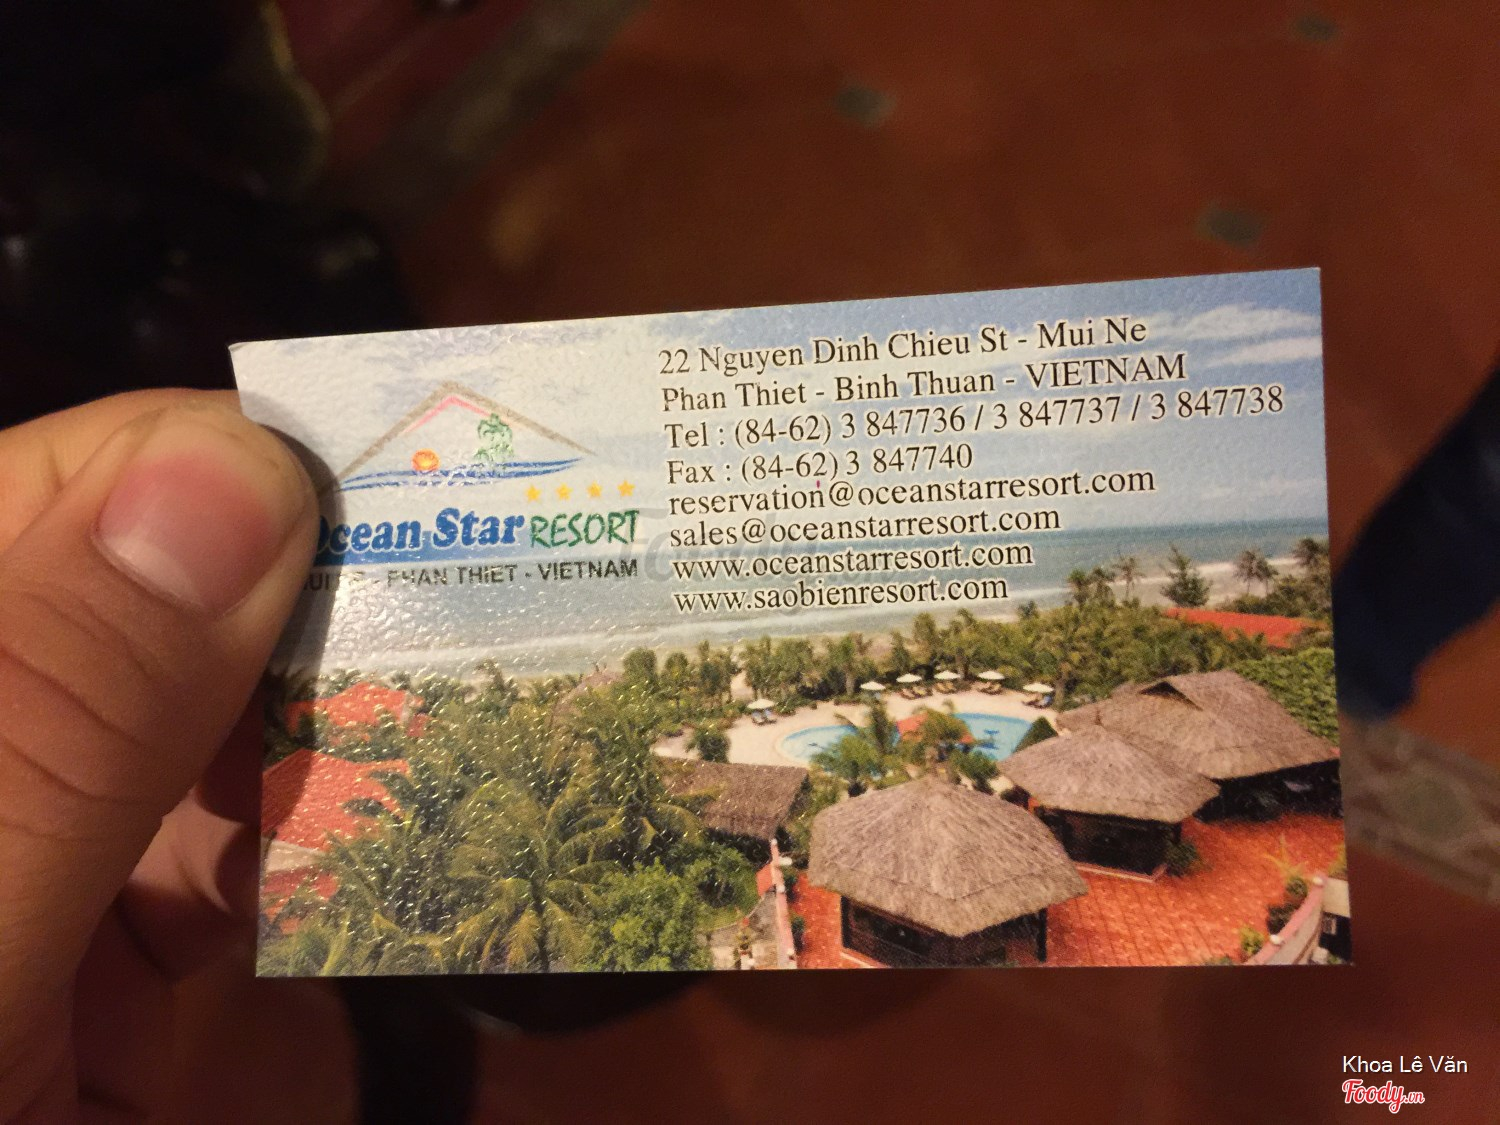 Ocean Star RESORT
PHAN THIET - VIETNAM
22 Nguyen Dinh Chieu St - Mui Ne
Phan Thiet - Binh Thuan - VIETNAM
Tel : (84-62) 3 847736 / 3 847737 / 3 847738
Fax : (84-62) 3 847740
reservation@oceanstarresort.com
sales@oceanstarresort.com
www.oceanstarresort.com
www.saobienresort.com
Khoa Lê Văn
Foody.vn